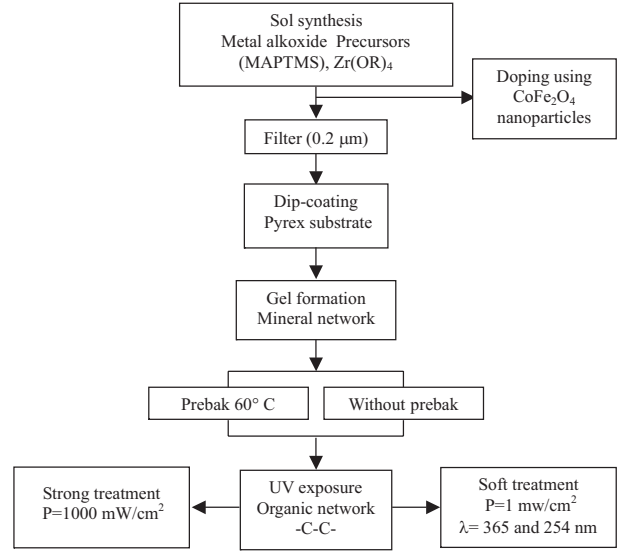 Sol synthesis
Metal alkoxide Precursors
(MAPTMS), Zr(OR)₄
Doping using
CoFe₂O₄
nanoparticles
Filter (0.2 μm)
Dip-coating
Pyrex substrate
Gel formation
Mineral network
Prebak 60° C
Without prebak
Strong treatment
P=1000 mW/cm²
UV exposure
Organic network
-C-C-
Soft treatment
P=1 mw/cm²
λ= 365 and 254 nm